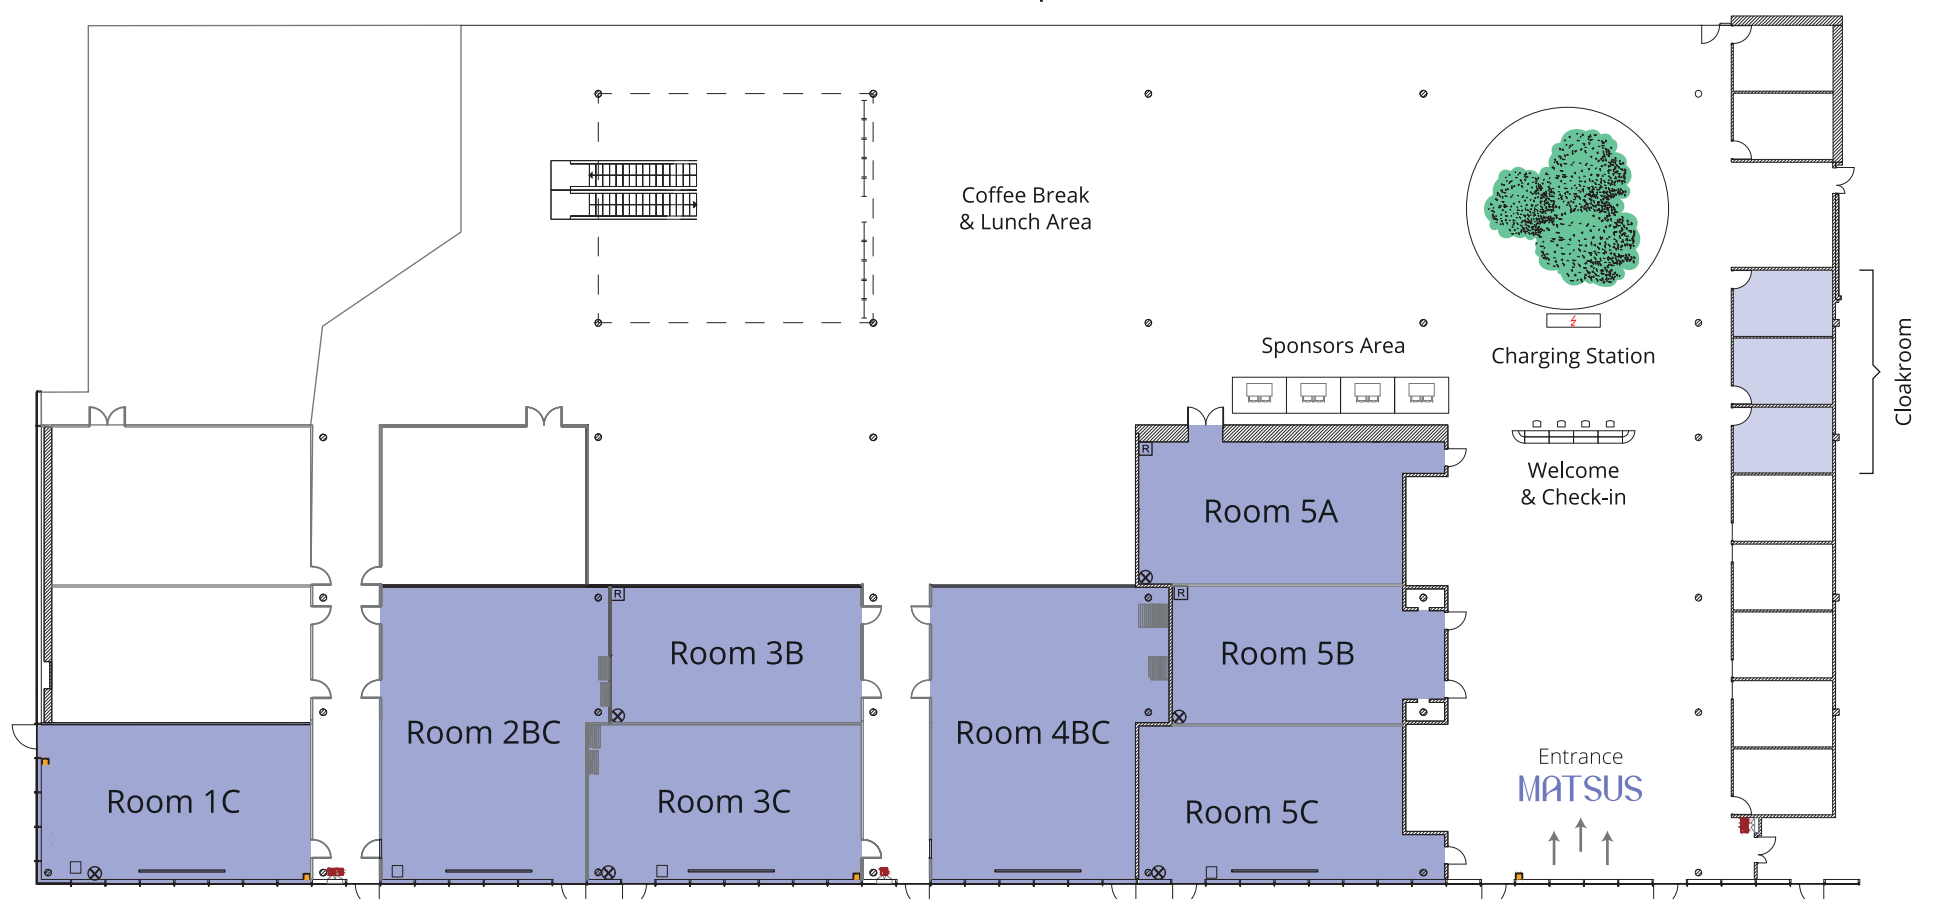 Coffee Break
& Lunch Area
Sponsors Area
Charging Station
Cloakroom
Welcome
& Check-in
R
Room 5A
R
R
Room 3B
Room 5B
Room 2BC
Room 4BC
Entrance
MATSUS
Room 1C
Room 3C
Room 5C